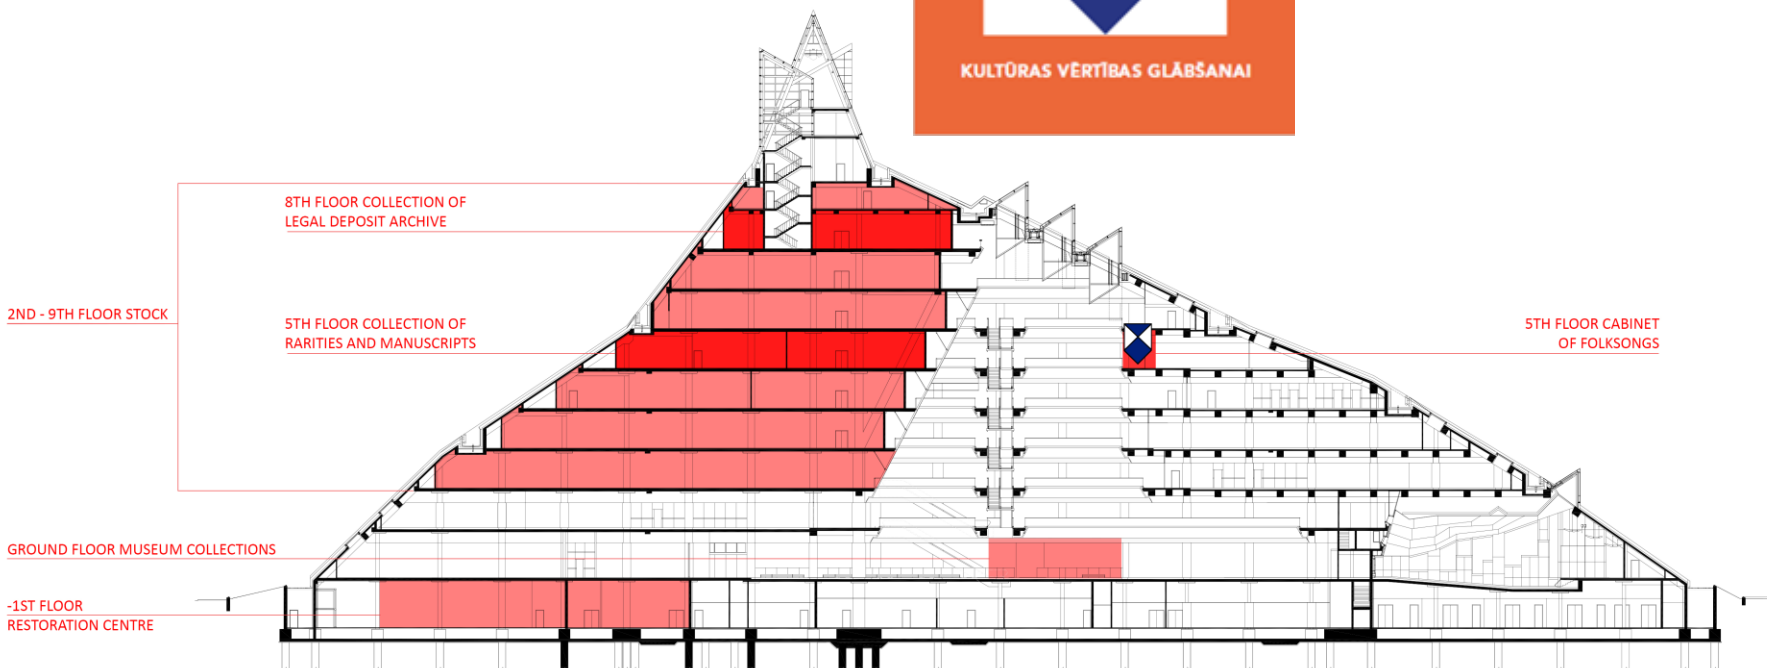 KULTŪRAS VĒRTĪBAS GLĀBŠANAI
8TH FLOOR COLLECTION OF
LEGAL DEPOSIT ARCHIVE
2ND - 9TH FLOOR STOCK
5TH FLOOR COLLECTION OF
RARITIES AND MANUSCRIPTS
5TH FLOOR CABINET
OF FOLKSONGS
GROUND FLOOR MUSEUM COLLECTIONS
-1ST FLOOR
RESTORATION CENTRE